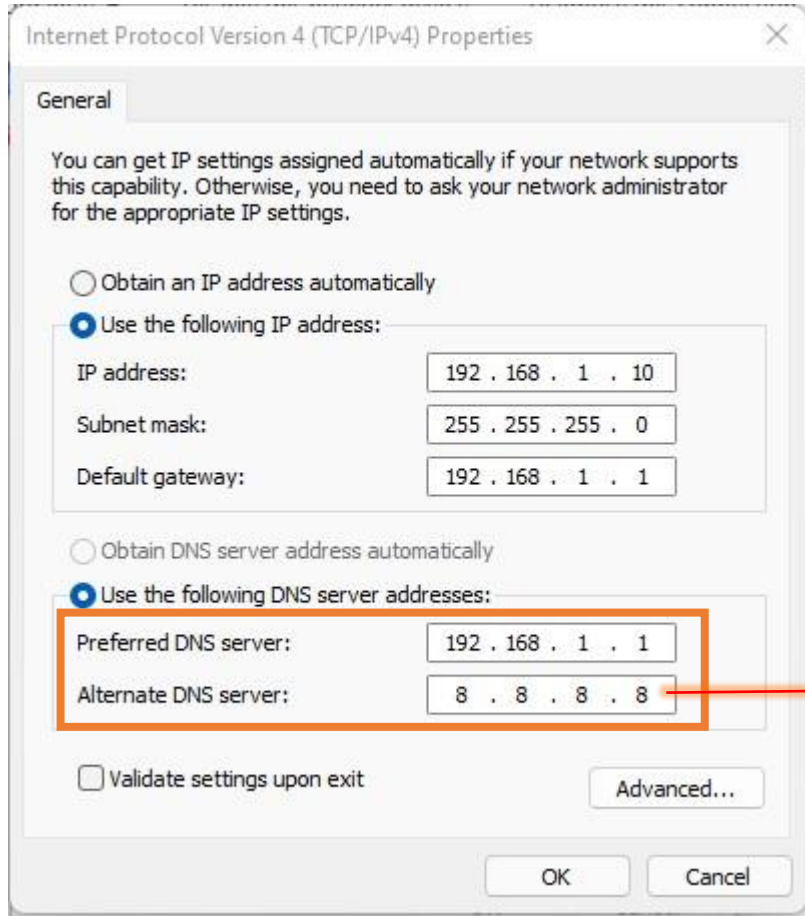 Internet Protocol Version 4 (TCP/IPv4) Properties
General
You can get IP settings assigned automatically if your network supports
this capability. Otherwise, you need to ask your network administrator
for the appropriate IP settings.
Obtain an IP address automatically
Use the following IP address:
IP address: 192 . 168 . 1 . 10
Subnet mask: 255 . 255 . 255 . 0
Default gateway: 192 . 168 . 1 . 1
Obtain DNS server address automatically
Use the following DNS server addresses:
Preferred DNS server: 192 . 168 . 1 . 1
Alternate DNS server: 8 . 8 . 8 . 8
Validate settings upon exit
Advanced...
OK Cancel